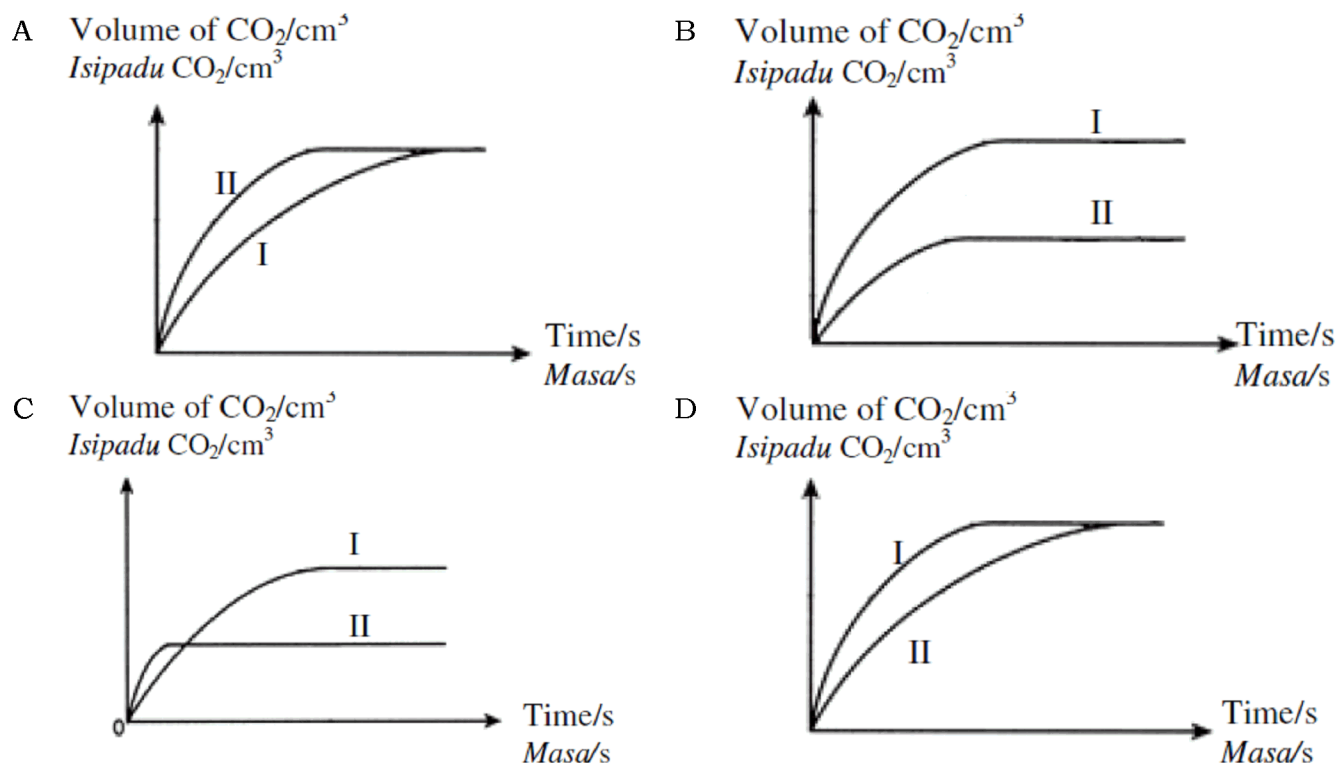 A
Volume of CO₂/cm³
Isipadu CO₂/cm³
II
I
Time/s
Masa/s
B
Volume of CO₂/cm³
Isipadu CO₂/cm³
I
II
Time/s
Masa/s
C
Volume of CO₂/cm³
Isipadu CO₂/cm³
I
II
0
Time/s
Masa/s
D
Volume of CO₂/cm³
Isipadu CO₂/cm³
I
II
Time/s
Masa/s